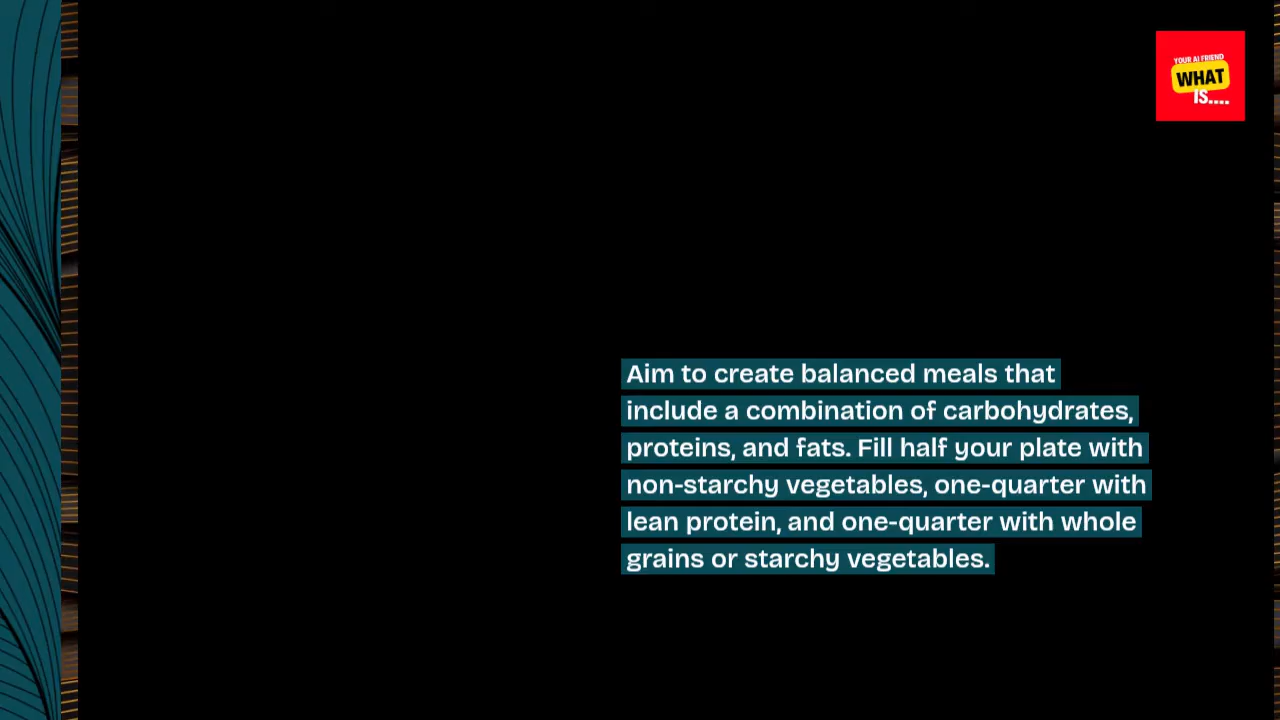 YOUR AI FRIEND
WHAT
IS....
Aim to create balanced meals that
include a combination of carbohydrates,
proteins, and fats. Fill half your plate with
non-starchy vegetables, one-quarter with
lean protein, and one-quarter with whole
grains or starchy vegetables.